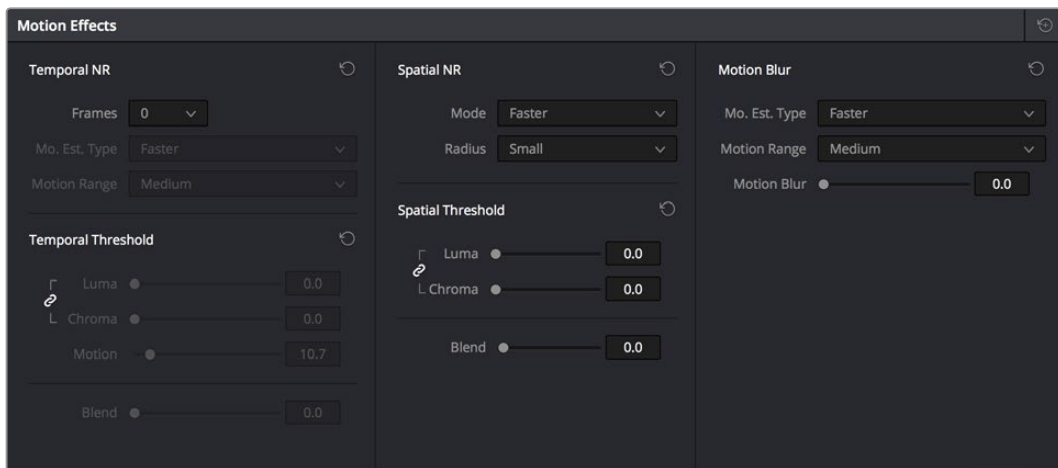 Motion Effects
Temporal NR
Frames 0
Mo. Est. Type Faster
Motion Range Medium
Temporal Threshold
Luma 0.0
Chroma 0.0
Motion 10.7
Blend 0.0
Spatial NR
Mode Faster
Radius Small
Spatial Threshold
Luma 0.0
Chroma 0.0
Blend 0.0
Motion Blur
Mo. Est. Type Faster
Motion Range Medium
Motion Blur 0.0